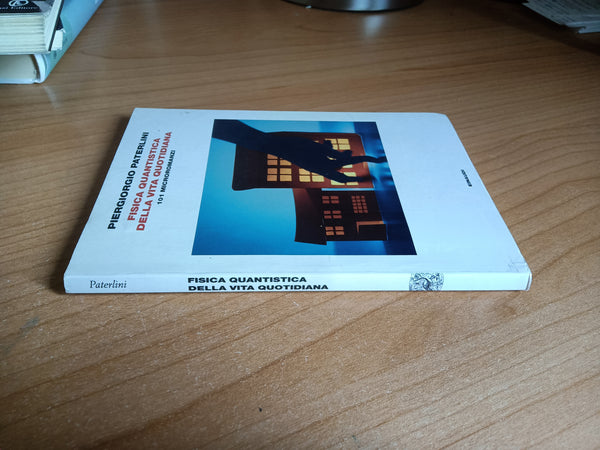 PIERGIORGIO PATERLINI
FISICA QUANTISTICA
DELLA VITA QUOTIDIANA
101 MICROROMANZI
EINAUDI
Paterlini
FISICA QUANTISTICA
DELLA VITA QUOTIDIANA